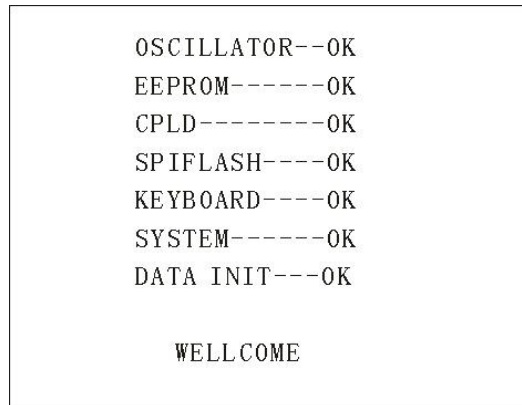 OSCILLATOR--OK
EEPROM------OK
CPLD--------OK
SPIFLASH----OK
KEYBOARD----OK
SYSTEM------OK
DATA INIT---OK
WELLCOME